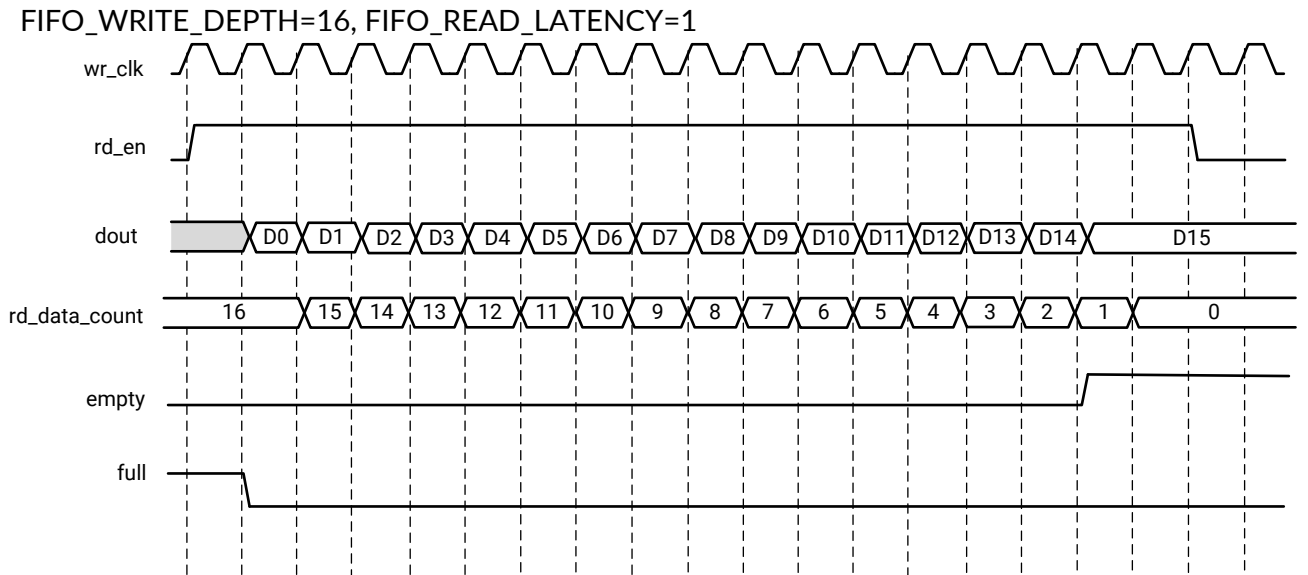 FIFO_WRITE_DEPTH=16, FIFO_READ_LATENCY=1
wr_clk
rd_en
dout D0 D1 D2 D3 D4 D5 D6 D7 D8 D9 D10 D11 D12 D13 D14 D15
rd_data_count 16 15 14 13 12 11 10 9 8 7 6 5 4 3 2 1 0
empty
full